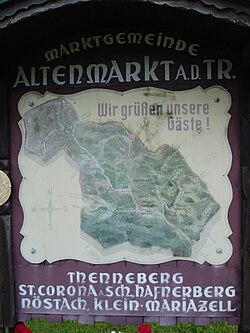 MARKTGEMEINDE
ALTENMARKT A.D. TR.
Wir grüßen unsere
Gäste!
N
W O
S
THENNEBERG
ST. CORONA A. SCH. HAFNERBERG
NÖSTACH, KLEIN-MARIAZELL